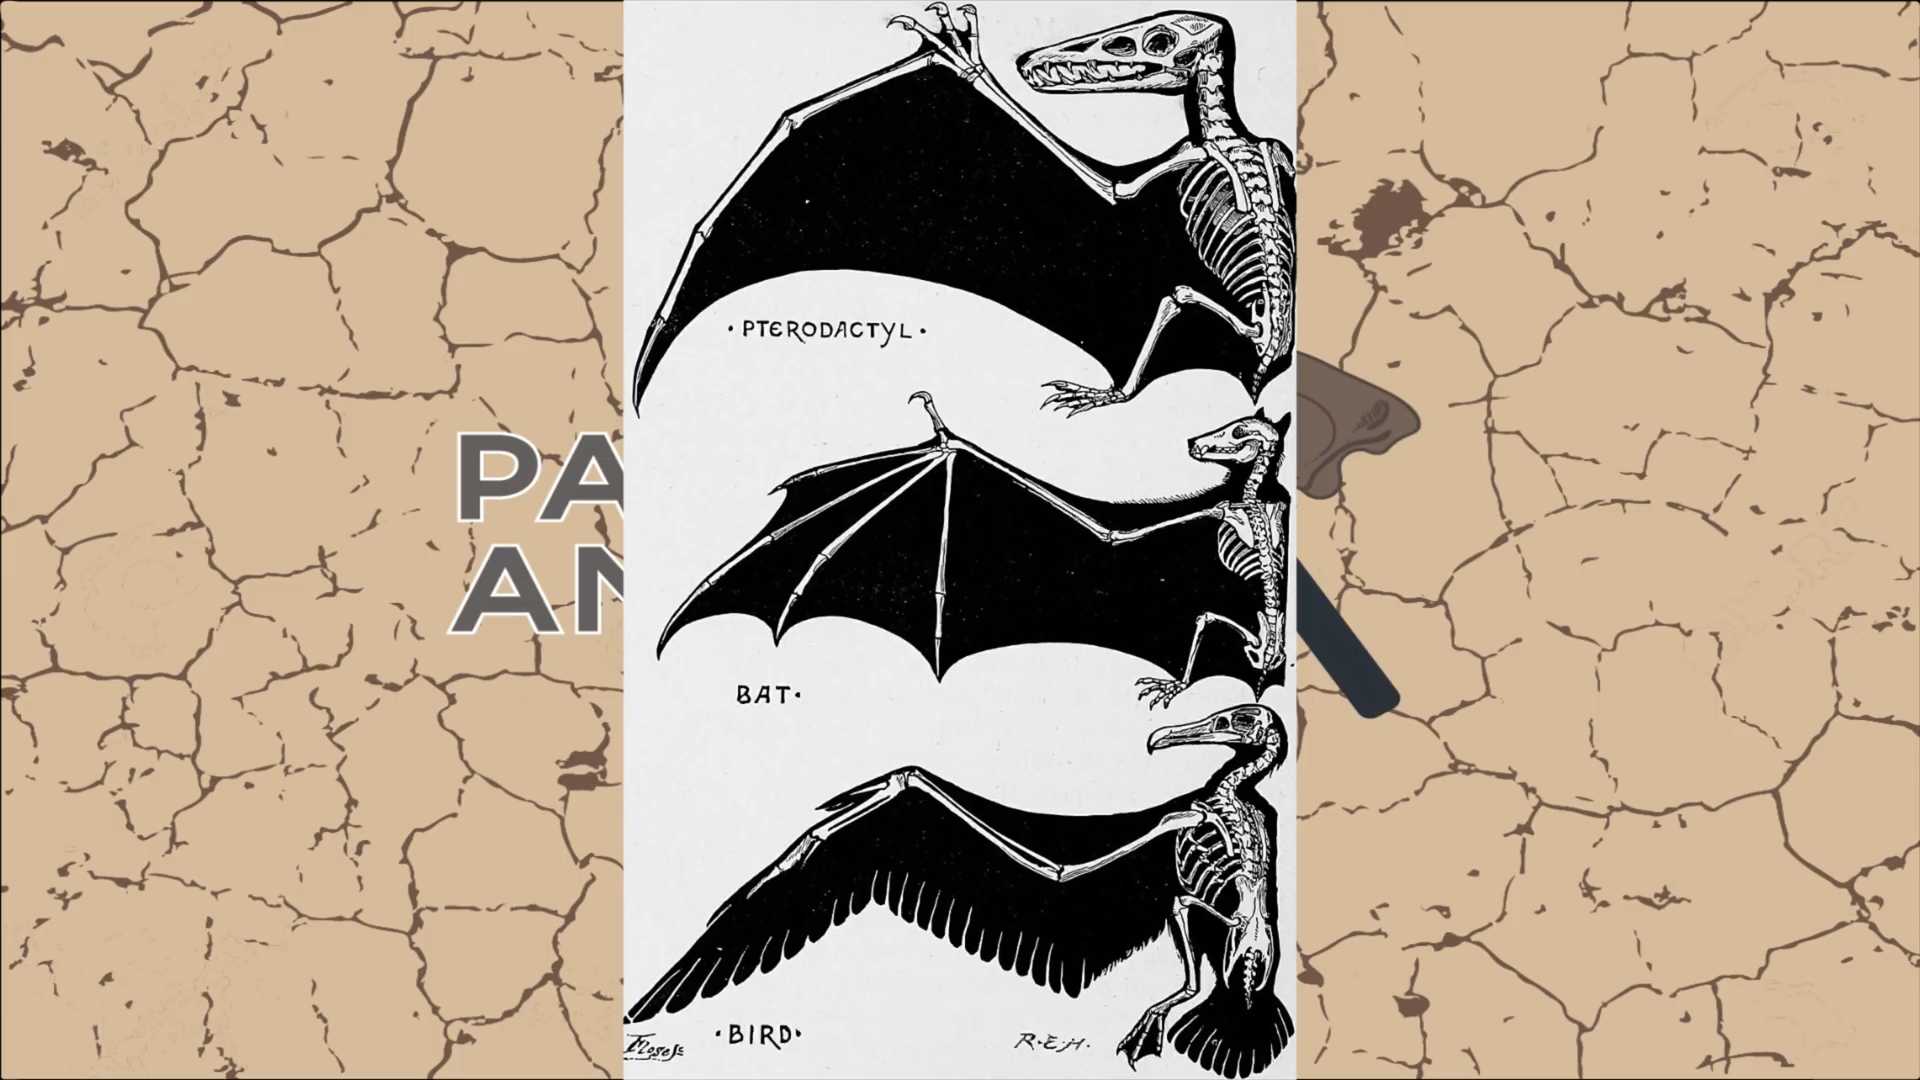 · PTERODACTYL ·
PA
AN
BAT·
·BIRD·
R.E.H.